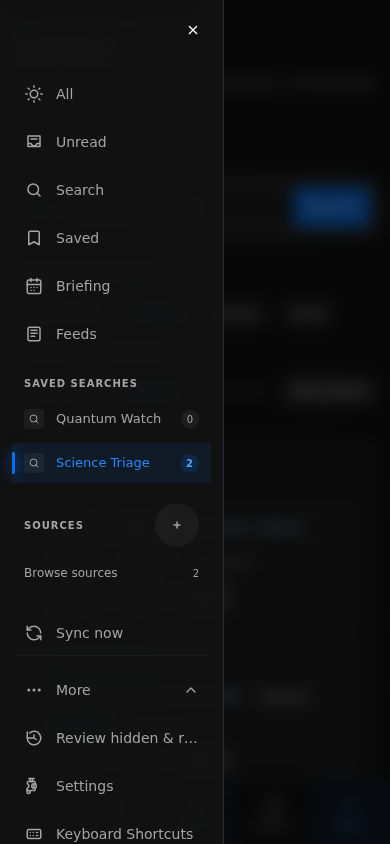 All
Unread
Search
Saved
Briefing
Feeds
SAVED SEARCHES
Quantum Watch 0
Science Triage 2
SOURCES +
Browse sources 2
Sync now
More
Review hidden & r...
Settings
Keyboard Shortcuts